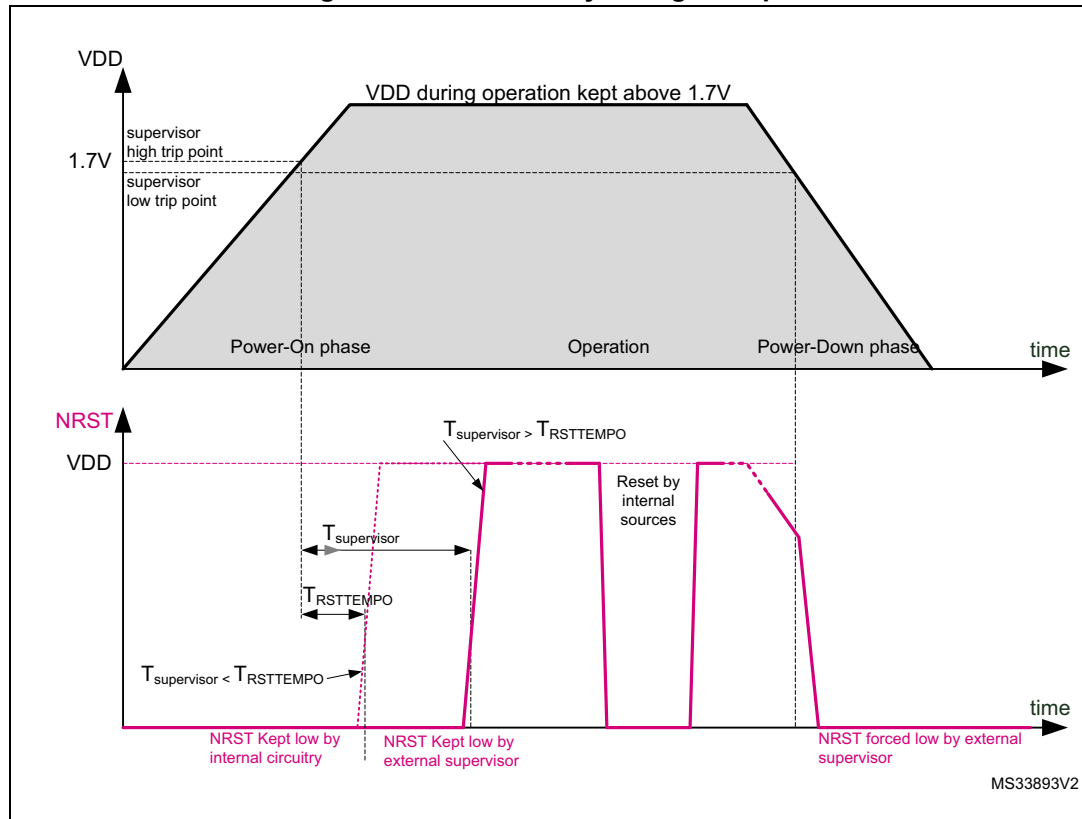 VDD
VDD during operation kept above 1.7V
supervisor
high trip point
1.7V
supervisor
low trip point
Power-On phase
Operation
Power-Down phase
time
NRST
VDD
Tsupervisor > TRSTTEMPO
Reset by
internal
sources
Tsupervisor
TRSTTEMPO
Tsupervisor < TRSTTEMPO
time
NRST Kept low by
internal circuitry
NRST Kept low by
external supervisor
NRST forced low by external
supervisor
MS33893V2